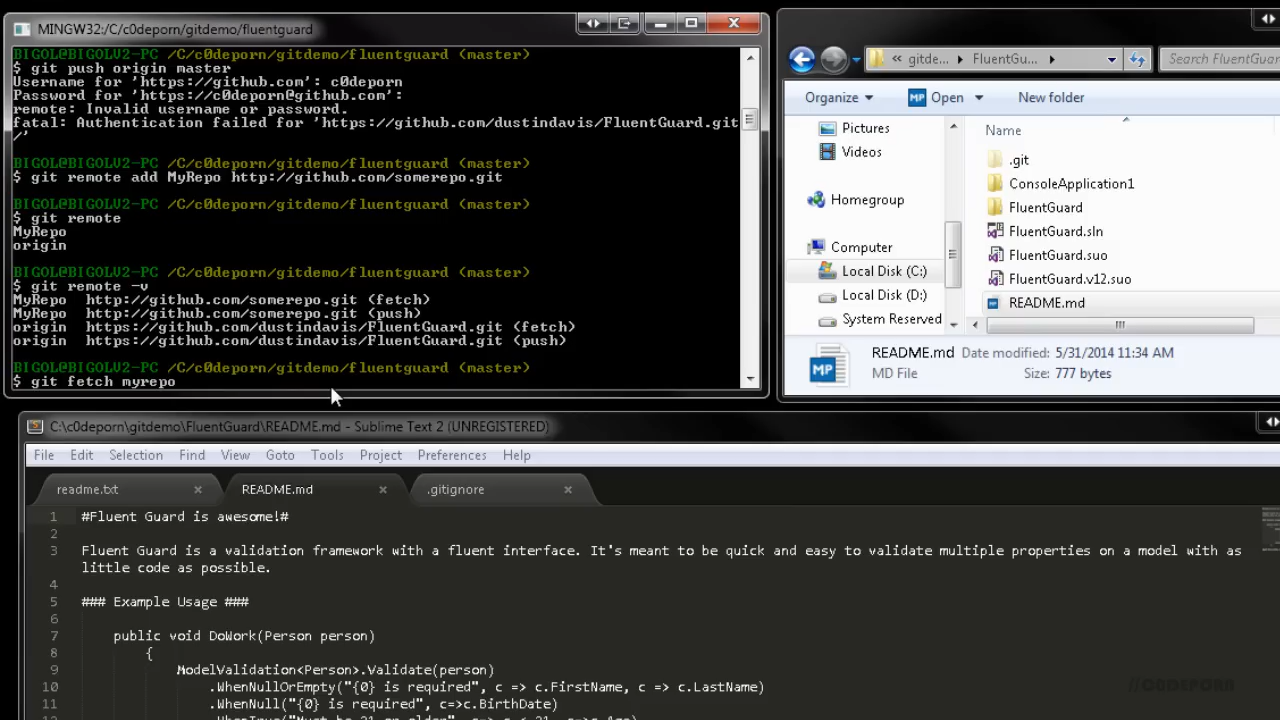 MINGW32:/C/c0deporn/gitdemo/fluentguard
BIGOL@BIGOLV2-PC /C/c0deporn/gitdemo/fluentguard (master)
$ git push origin master
Username for 'https://github.com': c0deporn
Password for 'https://c0deporn@github.com':
remote: Invalid username or password.
fatal: Authentication failed for 'https://github.com/dustindavis/FluentGuard.git
/'
BIGOL@BIGOLV2-PC /C/c0deporn/gitdemo/fluentguard (master)
$ git remote add MyRepo http://github.com/somerepo.git
BIGOL@BIGOLV2-PC /C/c0deporn/gitdemo/fluentguard (master)
$ git remote
MyRepo
origin
BIGOL@BIGOLV2-PC /C/c0deporn/gitdemo/fluentguard (master)
$ git remote -v
MyRepo  http://github.com/somerepo.git (fetch)
MyRepo  http://github.com/somerepo.git (push)
origin  https://github.com/dustindavis/FluentGuard.git (fetch)
origin  https://github.com/dustindavis/FluentGuard.git (push)
BIGOL@BIGOLV2-PC /C/c0deporn/gitdemo/fluentguard (master)
$ git fetch myrepo
« gitde... FluentGu... Search FluentGuar
Organize Open New folder
Pictures
Videos
Homegroup
Computer
Local Disk (C:)
Local Disk (D:)
System Reserved
Name
.git
ConsoleApplication1
FluentGuard
FluentGuard.sln
FluentGuard.suo
FluentGuard.v12.suo
README.md
README.md Date modified: 5/31/2014 11:34 AM
MD File Size: 777 bytes
C:\c0deporn\gitdemo\FluentGuard\README.md - Sublime Text 2 (UNREGISTERED)
File Edit Selection Find View Goto Tools Project Preferences Help
readme.txt README.md .gitignore
1 #Fluent Guard is awesome!#
2
3 Fluent Guard is a validation framework with a fluent interface. It's meant to be quick and easy to validate multiple properties on a model with as
little code as possible.
4
5 ### Example Usage ###
6
7 public void DoWork(Person person)
8 {
9 ModelValidation<Person>.Validate(person)
10 .WhenNullOrEmpty("{0} is required", c => c.FirstName, c => c.LastName)
11 .WhenNull("{0} is required", c=>c.BirthDate)
//C0DEPORN